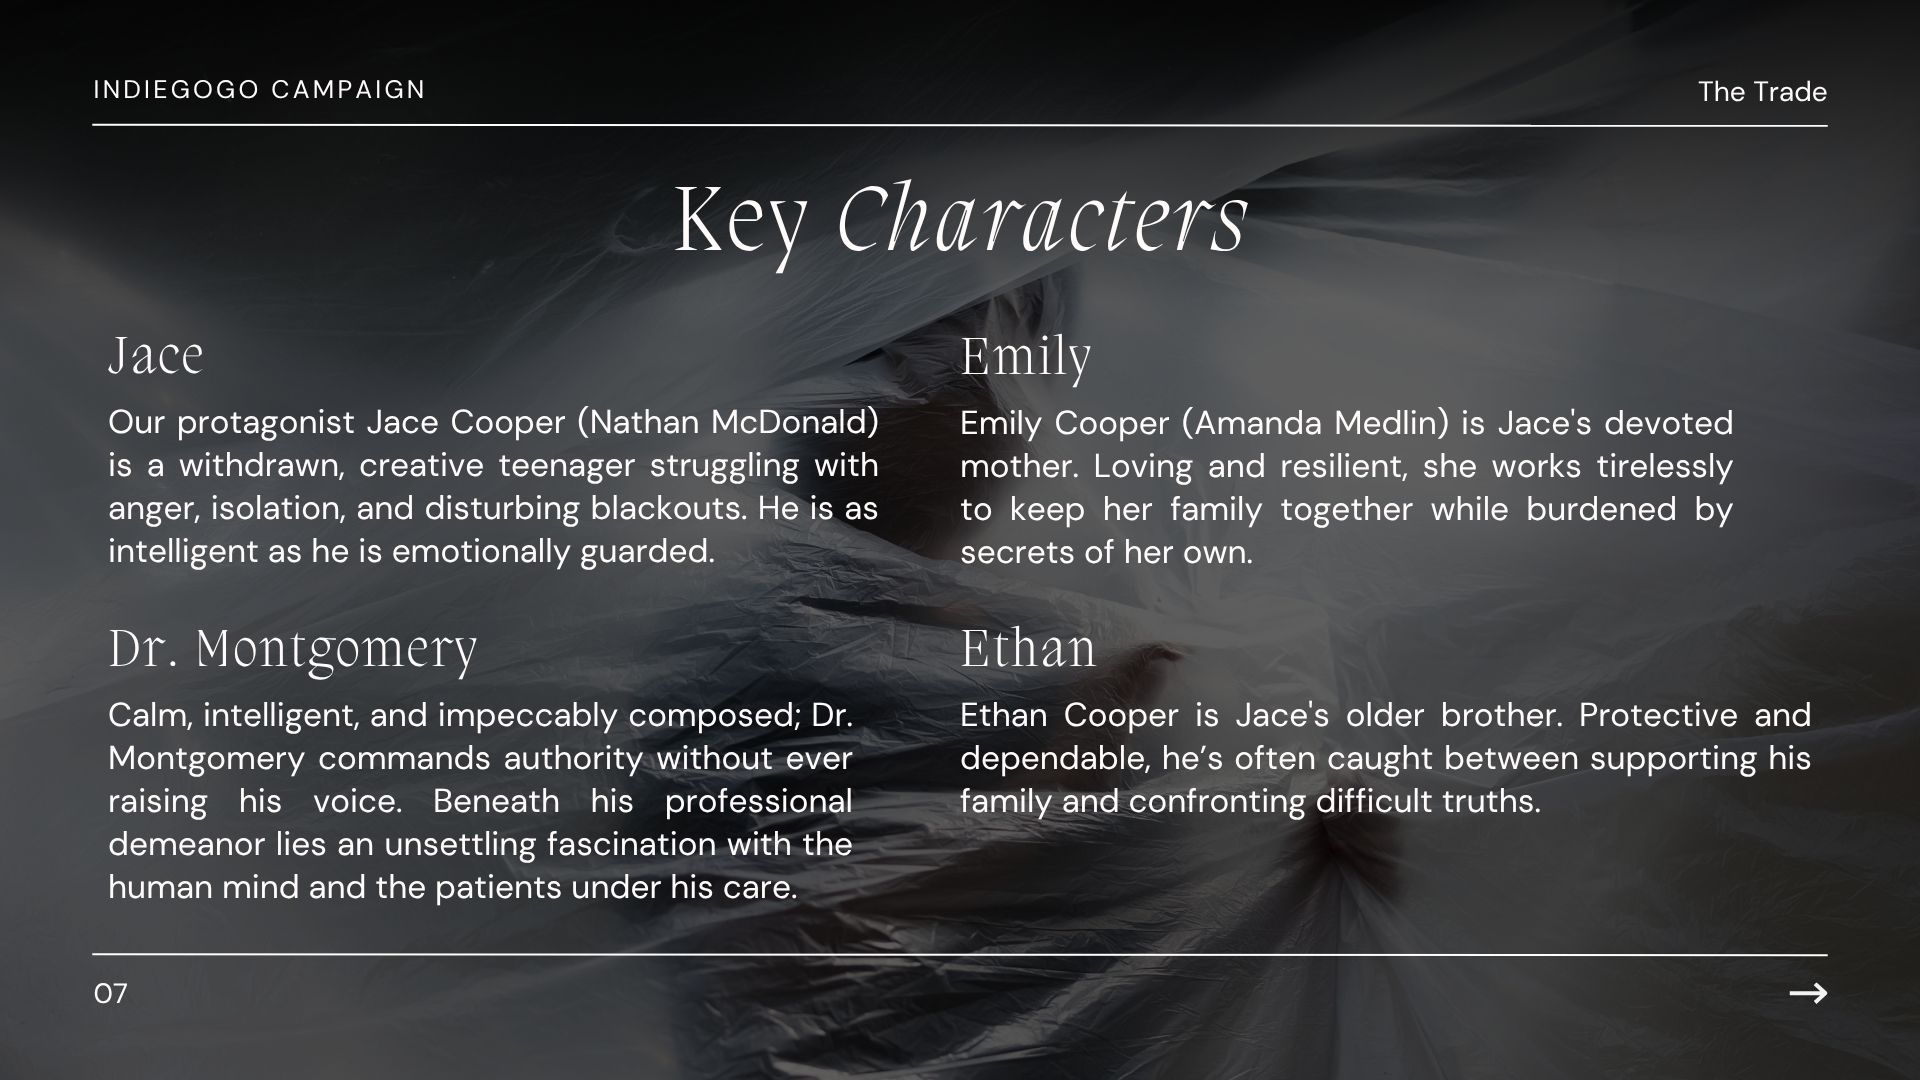 INDIEGOGO CAMPAIGN
The Trade
Key Characters
Jace
Our protagonist Jace Cooper (Nathan McDonald)
is a withdrawn, creative teenager struggling with
anger, isolation, and disturbing blackouts. He is as
intelligent as he is emotionally guarded.
Emily
Emily Cooper (Amanda Medlin) is Jace's devoted
mother. Loving and resilient, she works tirelessly
to keep her family together while burdened by
secrets of her own.
Dr. Montgomery
Calm, intelligent, and impeccably composed; Dr.
Montgomery commands authority without ever
raising his voice. Beneath his professional
demeanor lies an unsettling fascination with the
human mind and the patients under his care.
Ethan
Ethan Cooper is Jace's older brother. Protective and
dependable, he’s often caught between supporting his
family and confronting difficult truths.
07
→